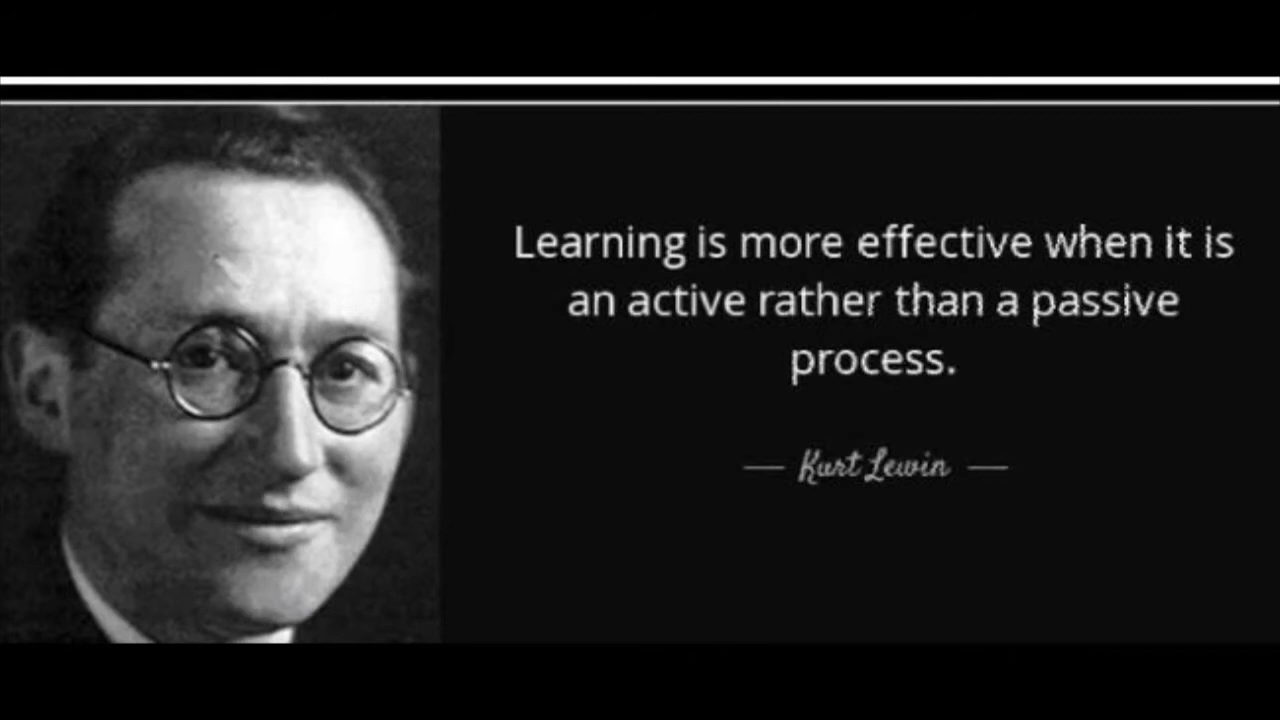 Learning is more effective when it is
an active rather than a passive
process.
— Kurt Lewin —